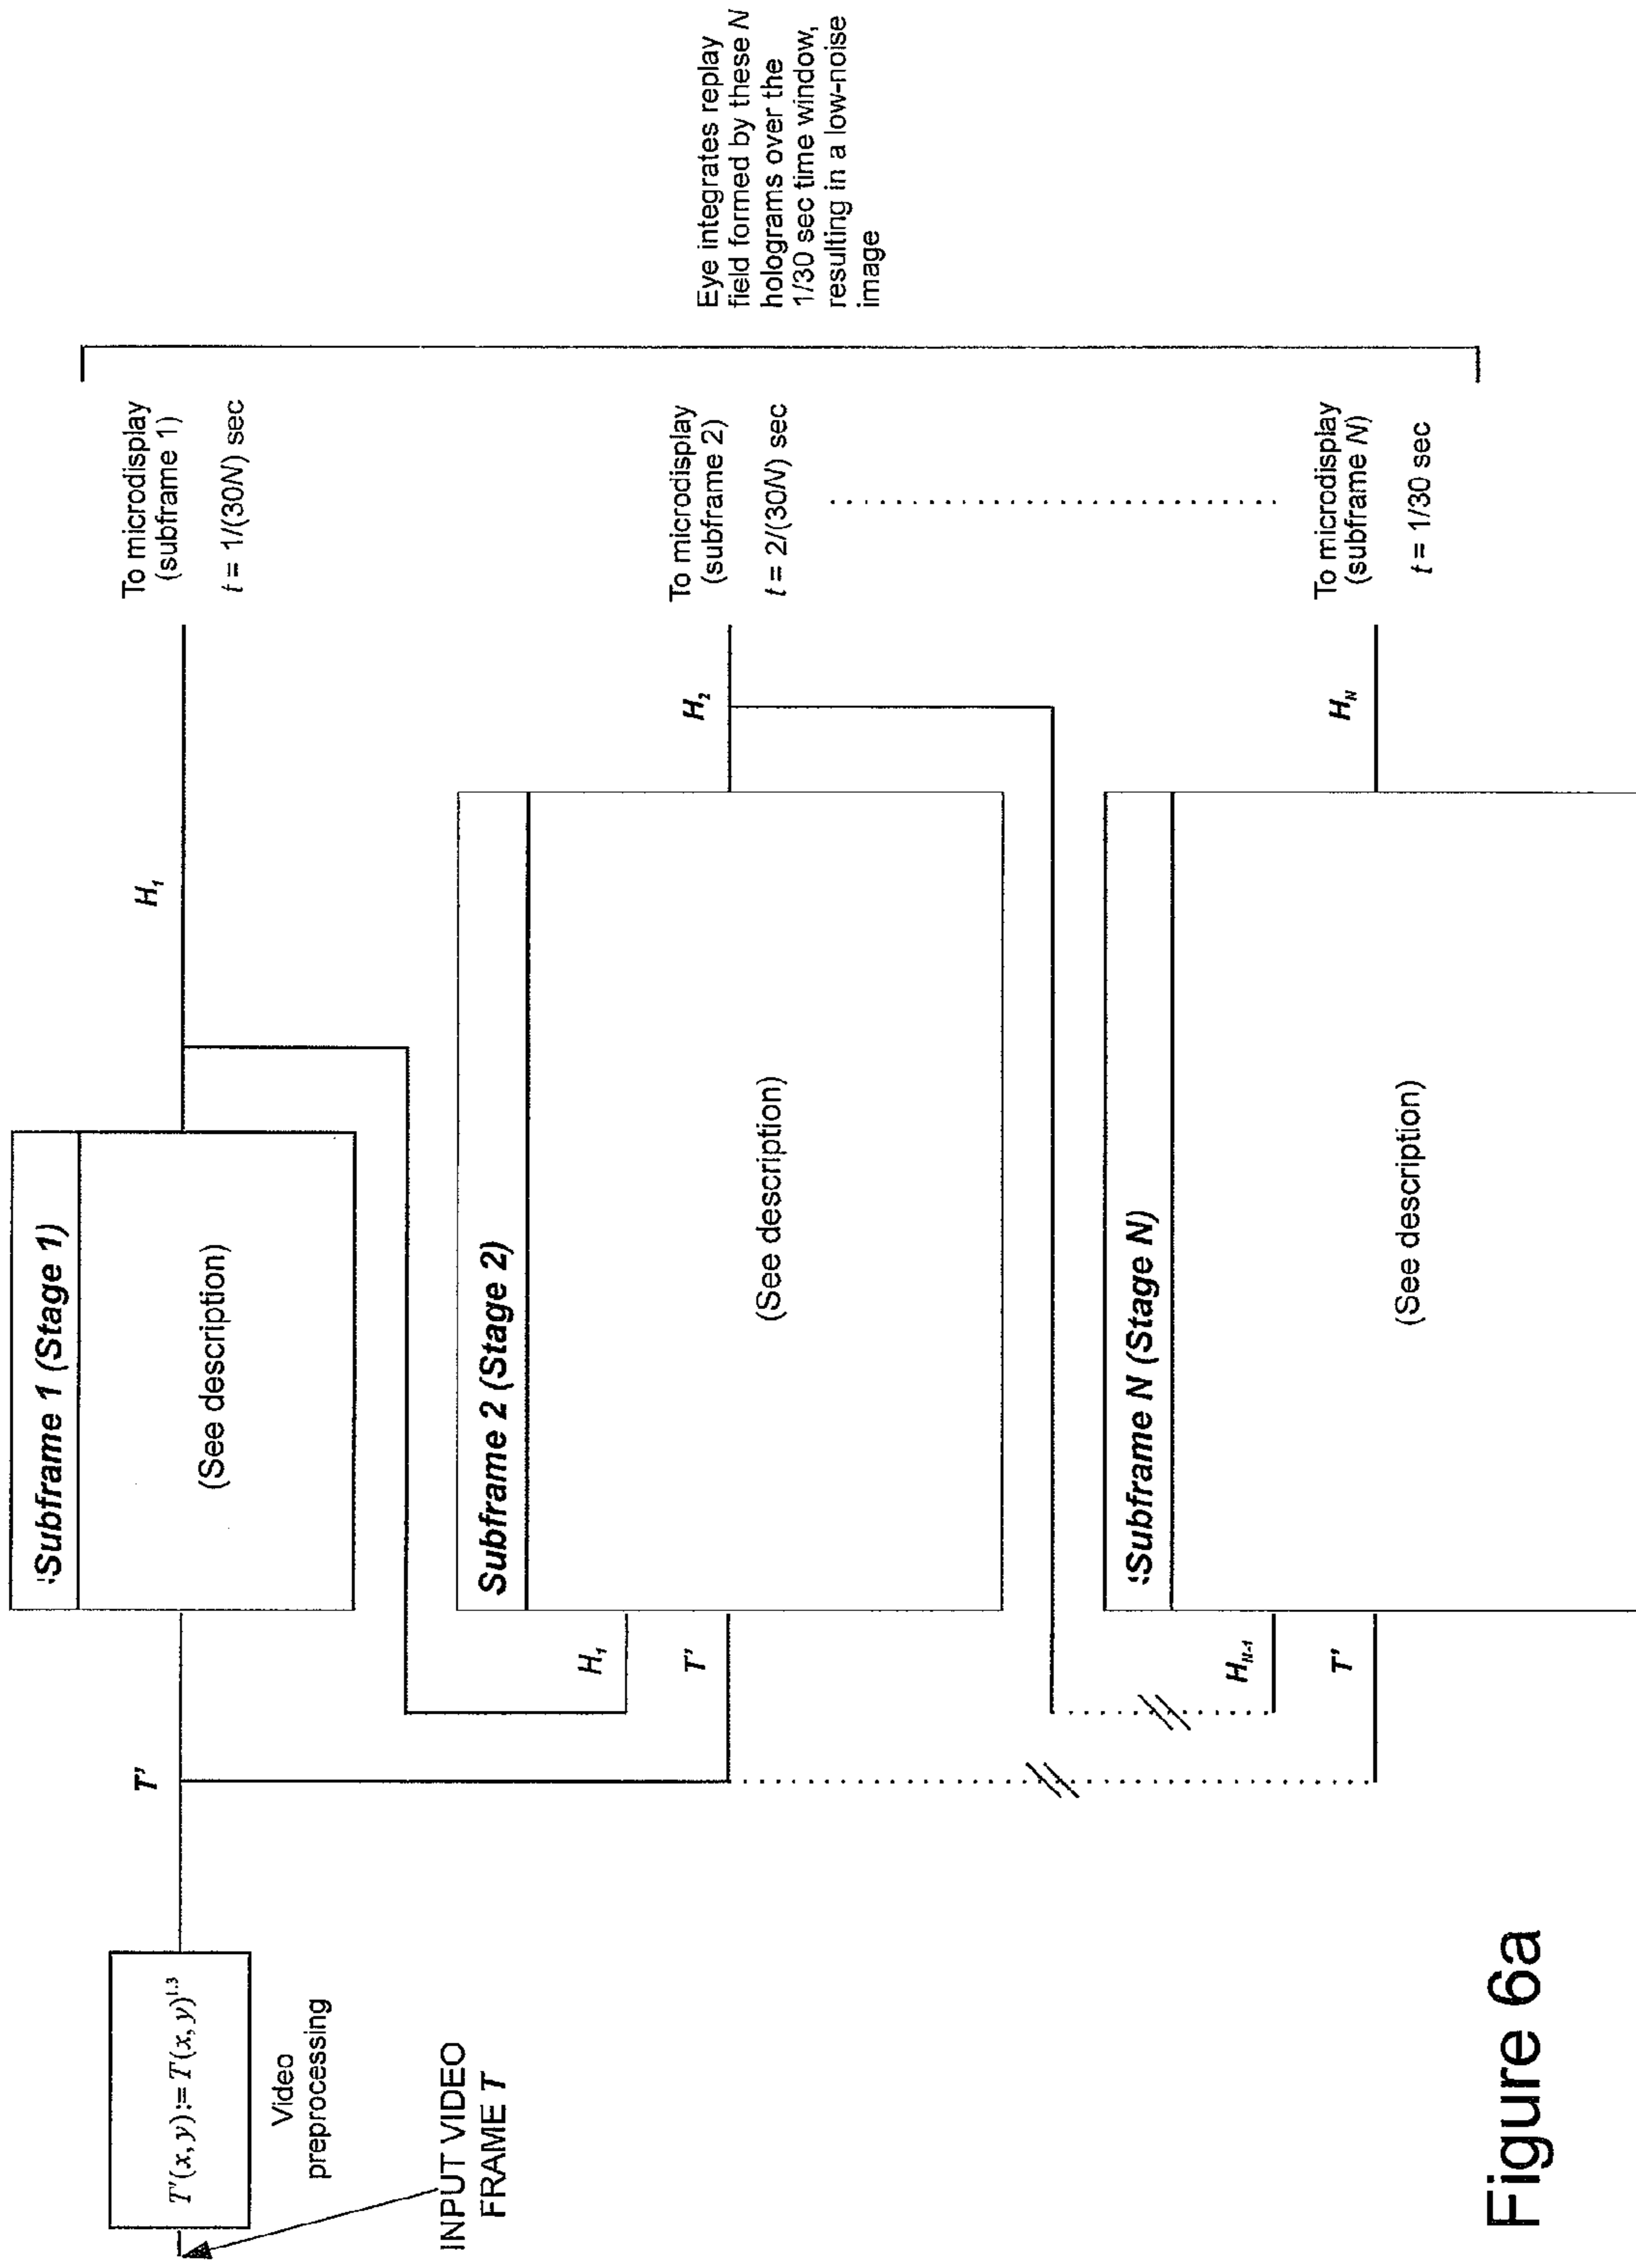 INPUT VIDEO
FRAME T
T'(x, y) := T(x, y)^1.3
Video
preprocessing
T'
Subframe 1 (Stage 1)
(See description)
H₁
To microdisplay
(subframe 1)
t = 1/(30N) sec
H₁
T'
Subframe 2 (Stage 2)
(See description)
H₂
To microdisplay
(subframe 2)
t = 2/(30N) sec
H_N-1
T'
Subframe N (Stage N)
(See description)
H_N
To microdisplay
(subframe N)
t = 1/30 sec
Eye integrates replay
field formed by these N
holograms over the
1/30 sec time window,
resulting in a low-noise
image
Figure 6a